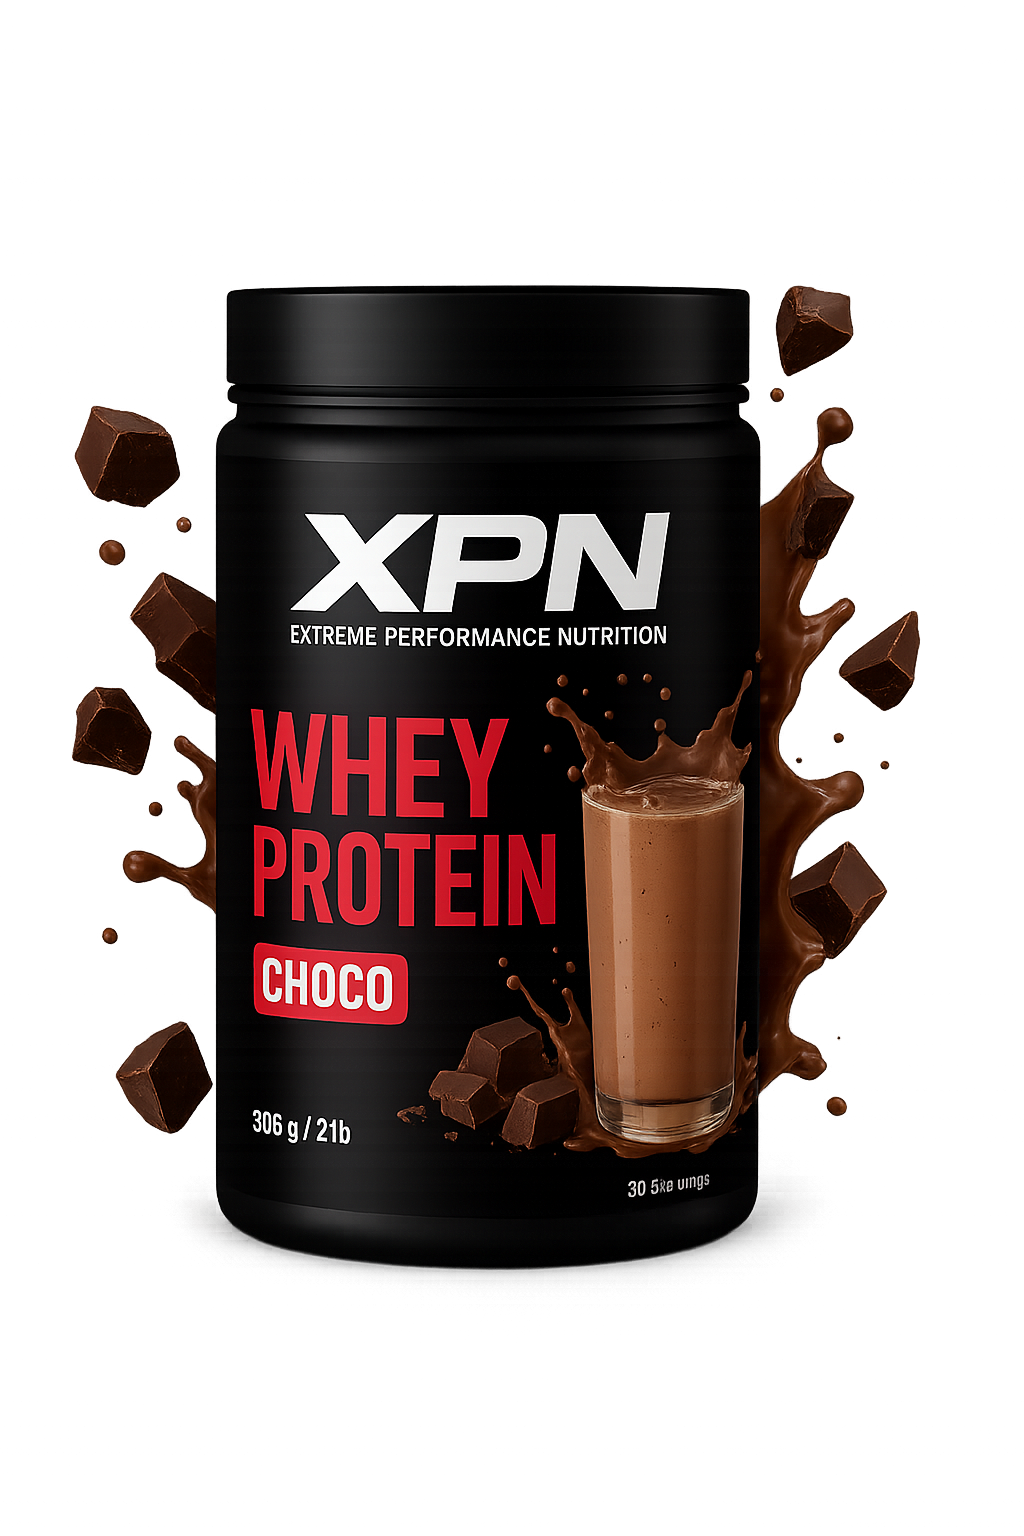 XPN
EXTREME PERFORMANCE NUTRITION
WHEY
PROTEIN
CHOCO
306 g / 21b
30